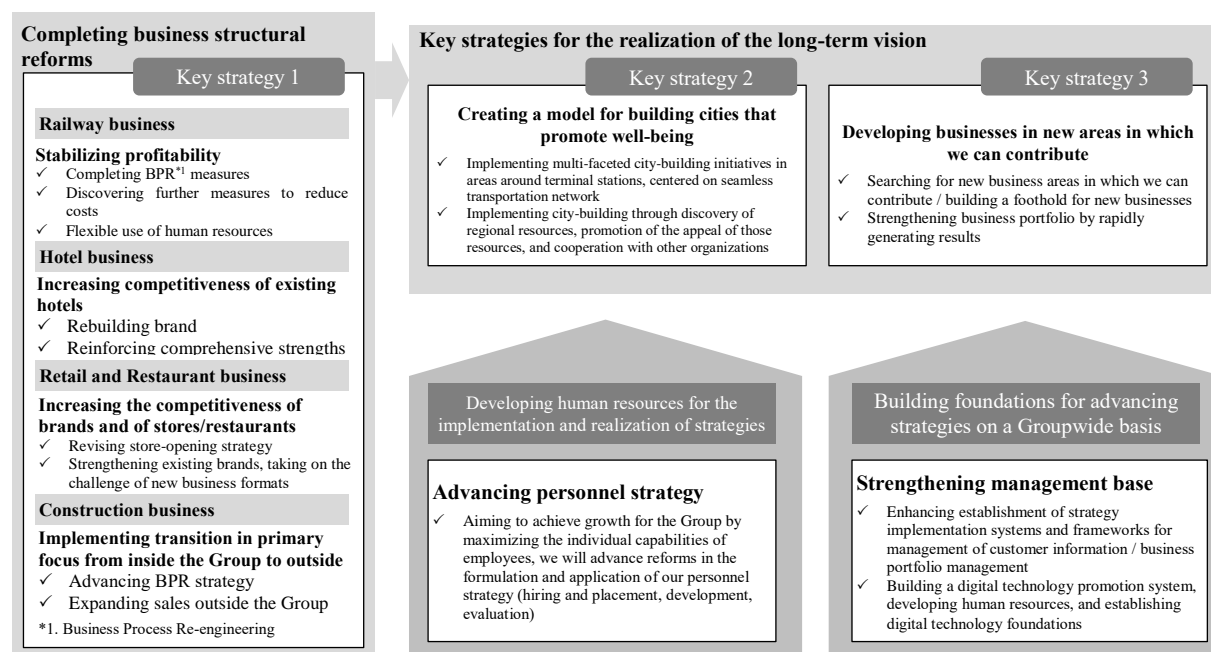 Completing business structural
reforms
Key strategy 1
Railway business
Stabilizing profitability
✓ Completing BPR*1 measures
✓ Discovering further measures to reduce
costs
✓ Flexible use of human resources
Hotel business
Increasing competitiveness of existing
hotels
✓ Rebuilding brand
✓ Reinforcing comprehensive strengths
Retail and Restaurant business
Increasing the competitiveness of
brands and of stores/restaurants
✓ Revising store-opening strategy
✓ Strengthening existing brands, taking on the
challenge of new business formats
Construction business
Implementing transition in primary
focus from inside the Group to outside
✓ Advancing BPR strategy
✓ Expanding sales outside the Group
*1. Business Process Re-engineering
Key strategies for the realization of the long-term vision
Key strategy 2
Creating a model for building cities that
promote well-being
✓ Implementing multi-faceted city-building initiatives in
areas around terminal stations, centered on seamless
transportation network
✓ Implementing city-building through discovery of
regional resources, promotion of the appeal of those
resources, and cooperation with other organizations
Key strategy 3
Developing businesses in new areas in which
we can contribute
✓ Searching for new business areas in which we can
contribute / building a foothold for new businesses
✓ Strengthening business portfolio by rapidly
generating results
Developing human resources for the
implementation and realization of strategies
Advancing personnel strategy
✓ Aiming to achieve growth for the Group by
maximizing the individual capabilities of
employees, we will advance reforms in the
formulation and application of our personnel
strategy (hiring and placement, development,
evaluation)
Building foundations for advancing
strategies on a Groupwide basis
Strengthening management base
✓ Enhancing establishment of strategy
implementation systems and frameworks for
management of customer information / business
portfolio management
✓ Building a digital technology promotion system,
developing human resources, and establishing
digital technology foundations